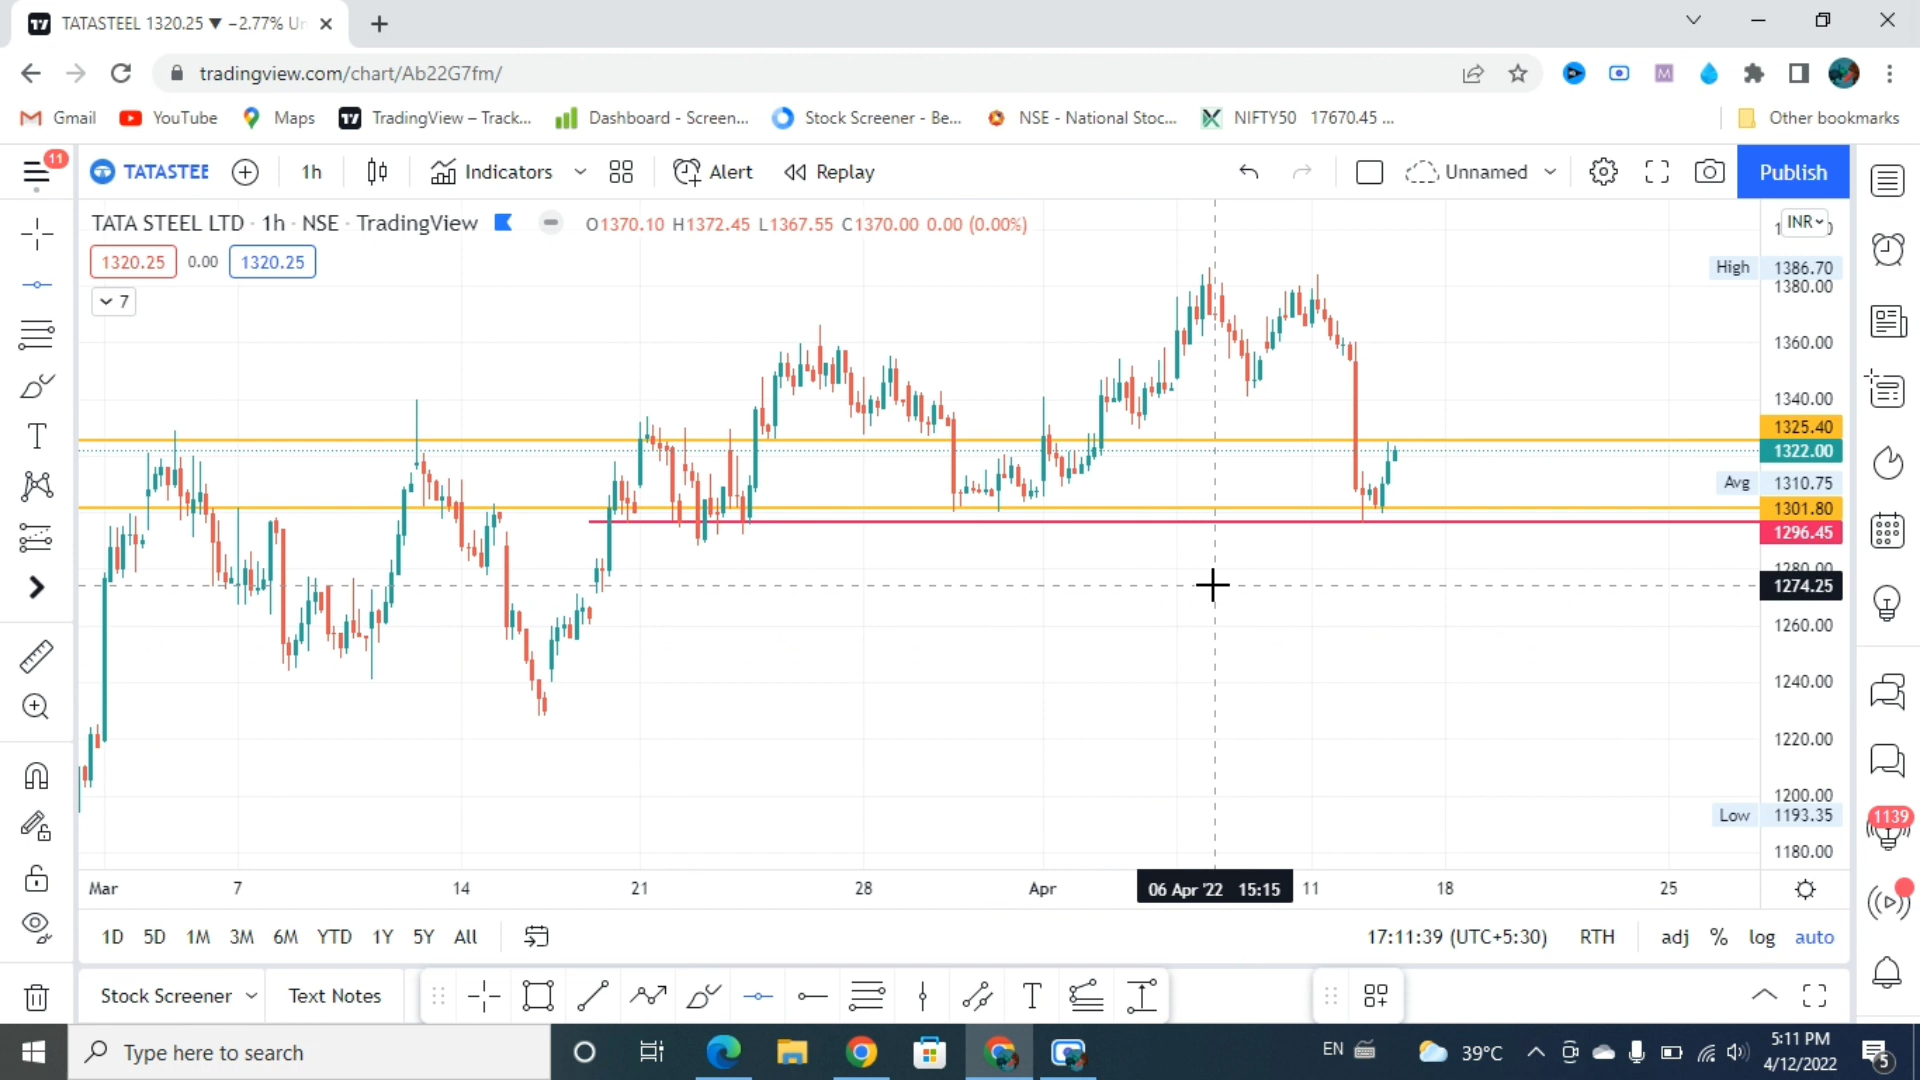 TATASTEEL 1320.25 ▼ −2.77% Un
tradingview.com/chart/Ab22G7fm/
Gmail YouTube Maps TradingView – Track... Dashboard - Screen... Stock Screener - Be... NSE - National Stoc... NIFTY50 17670.45 ... Other bookmarks
11 TATASTEE 1h Indicators Alert Replay Unnamed Publish
TATA STEEL LTD · 1h · NSE · TradingView O1370.10 H1372.45 L1367.55 C1370.00 0.00 (0.00%)
INR
1320.25 0.00 1320.25
7
High 1386.70
1380.00
1360.00
1340.00
1325.40
1322.00
Avg 1310.75
1301.80
1296.45
1280.00
1274.25
1260.00
1240.00
1220.00
1200.00
Low 1193.35
1139
1180.00
Mar 7 14 21 28 Apr 06 Apr '22 15:15 11 18 25
1D 5D 1M 3M 6M YTD 1Y 5Y All 17:11:39 (UTC+5:30) RTH adj % log auto
Stock Screener Text Notes
Type here to search EN 39°C 5:11 PM
4/12/2022 5